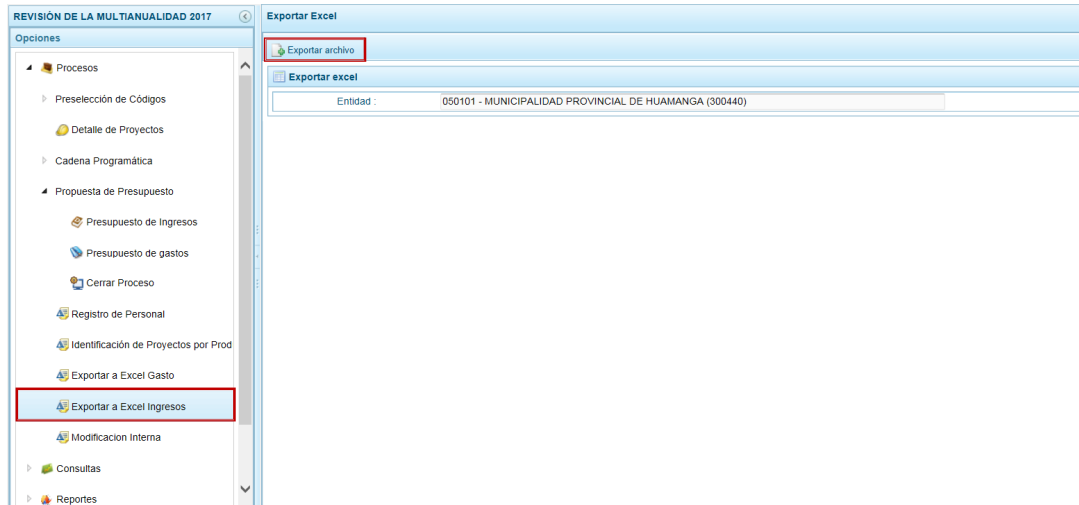 REVISIÓN DE LA MULTIANUALIDAD 2017
Opciones
Procesos
Preselección de Códigos
Detalle de Proyectos
Cadena Programática
Propuesta de Presupuesto
Presupuesto de Ingresos
Presupuesto de gastos
Cerrar Proceso
Registro de Personal
Identificación de Proyectos por Prod
Exportar a Excel Gasto
Exportar a Excel Ingresos
Modificacion Interna
Consultas
Reportes
Exportar Excel
Exportar archivo
Exportar excel
Entidad : 050101 - MUNICIPALIDAD PROVINCIAL DE HUAMANGA (300440)